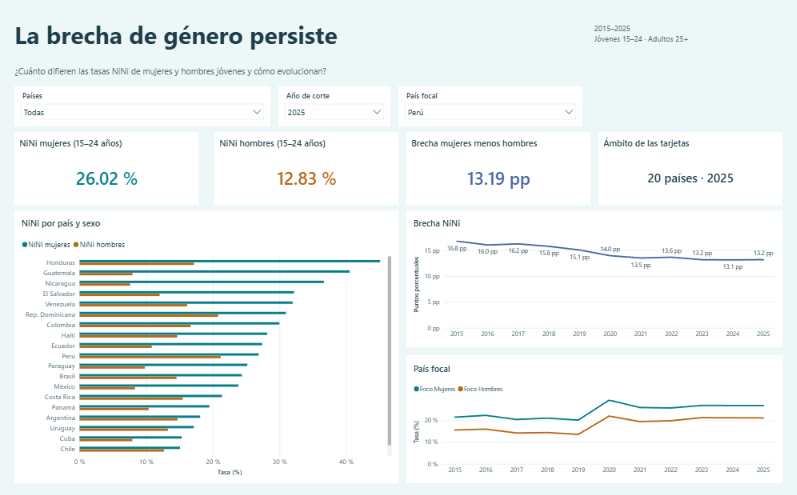 La brecha de género persiste
2015–2025
Jóvenes 15–24 · Adultos 25+
¿Cuánto difieren las tasas NiNi de mujeres y hombres jóvenes y cómo evolucionan?
Países
Todas
Año de corte
2025
País focal
Perú
NiNi mujeres (15–24 años)
26.02 %
NiNi hombres (15–24 años)
12.83 %
Brecha mujeres menos hombres
13.19 pp
Ámbito de las tarjetas
20 países · 2025
NiNi por país y sexo
NiNi mujeres NiNi hombres
Honduras
Guatemala
Nicaragua
El Salvador
Venezuela
Rep. Dominicana
Colombia
Haití
Ecuador
Perú
Paraguay
Brasil
México
Costa Rica
Panamá
Argentina
Uruguay
Cuba
Chile
0 % 10 % 20 % 30 % 40 %
Tasa (%)
Brecha NiNi
Puntos porcentuales
15 pp
10 pp
5 pp
0 pp
16.8 pp 16.0 pp 16.2 pp 15.8 pp 15.1 pp 14.0 pp 13.5 pp 13.6 pp 13.2 pp 13.1 pp 13.2 pp
2015 2016 2017 2018 2019 2020 2021 2022 2023 2024 2025
País focal
Foco Mujeres Foco Hombres
Tasa (%)
20 %
10 %
0 %
2015 2016 2017 2018 2019 2020 2021 2022 2023 2024 2025